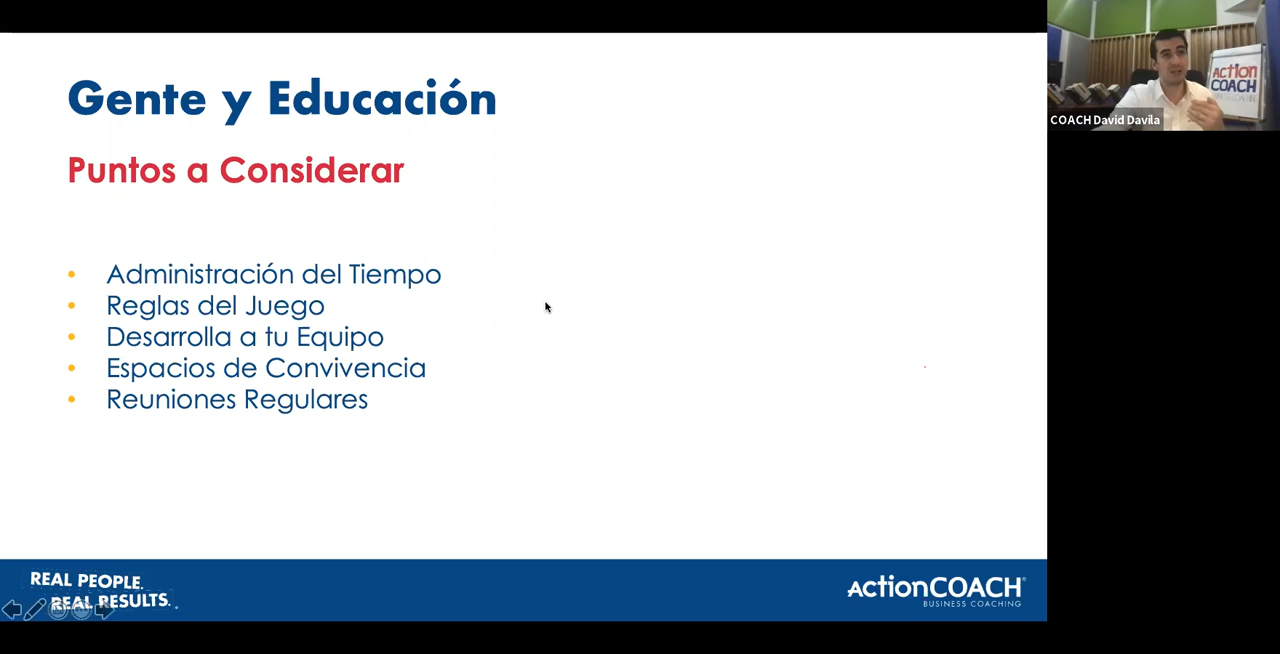 Gente y Educación
Puntos a Considerar
• Administración del Tiempo
• Reglas del Juego
• Desarrolla a tu Equipo
• Espacios de Convivencia
• Reuniones Regulares
REAL PEOPLE.
REAL RESULTS.
ActionCOACH®
BUSINESS COACHING
ACTION
COACH
COACH David Davila